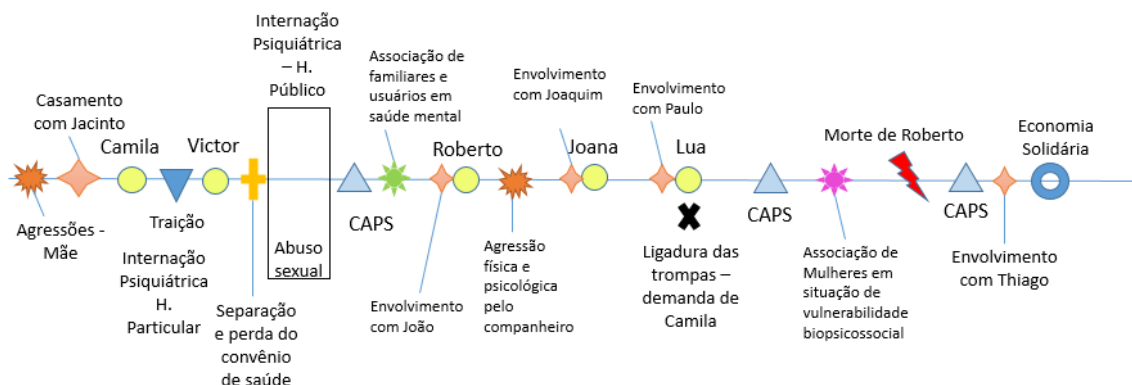 Agressões -
Mãe
Casamento
com Jacinto
Camila
Traição
Internação
Psiquiátrica
H.
Particular
Victor
Separação
e perda do
convênio
de saúde
Internação
Psiquiátrica
– H.
Público
Abuso
sexual
CAPS
Associação de
familiares e
usuários em
saúde mental
Envolvimento
com João
Roberto
Agressão
física e
psicológica
pelo
companheiro
Envolvimento
com Joaquim
Joana
Envolvimento
com Paulo
Lua
Ligadura das
trompas –
demanda de
Camila
CAPS
Associação de
Mulheres em
situação de
vulnerabilidade
biopsicossocial
Morte de Roberto
CAPS
Envolvimento
com Thiago
Economia
Solidária